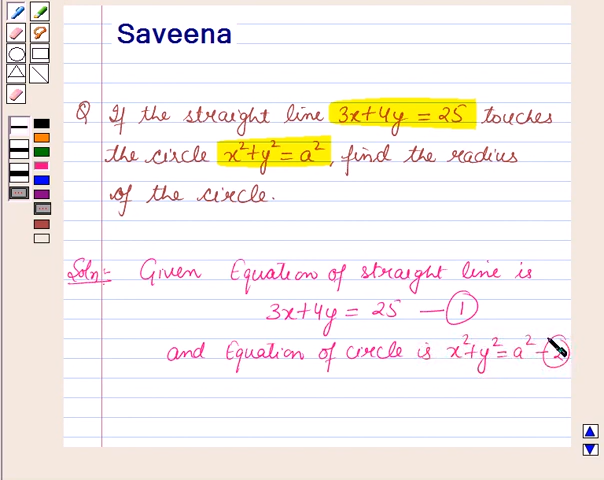 Saveena
Q If the straight line 3x+4y = 25 touches
the circle x²+y² = a², find the radius
of the circle.
Soln:- Given Equation of straight line is
3x+4y = 25 — ①
and Equation of circle is x²+y² = a² - ②